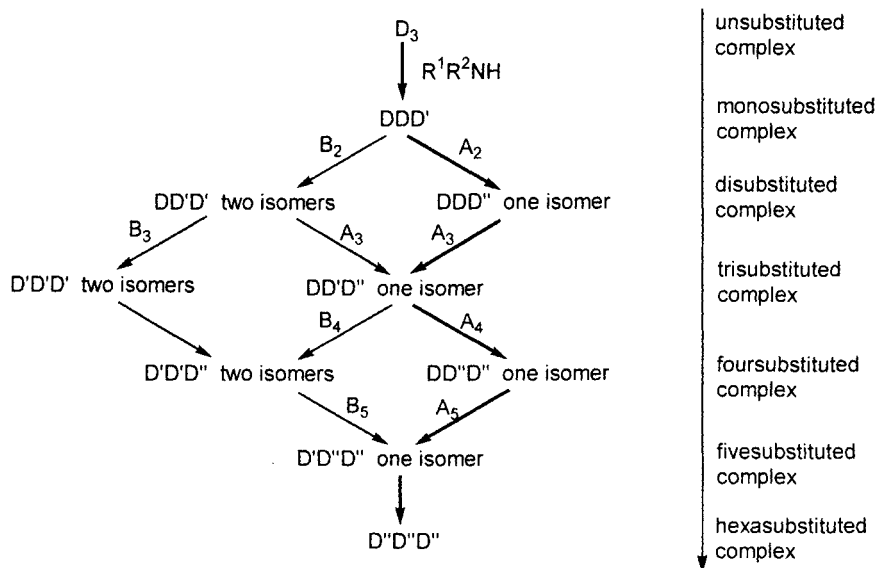 D₃
unsubstituted
complex
R¹R²NH
DDD'
monosubstituted
complex
B₂
A₂
DD'D' two isomers
DDD" one isomer
disubstituted
complex
B₃
A₃
A₃
D'D'D' two isomers
DD'D" one isomer
trisubstituted
complex
B₄
A₄
D'D'D" two isomers
DD"D" one isomer
foursubstituted
complex
B₅
A₅
D'D"D" one isomer
fivesubstituted
complex
D"D"D"
hexasubstituted
complex